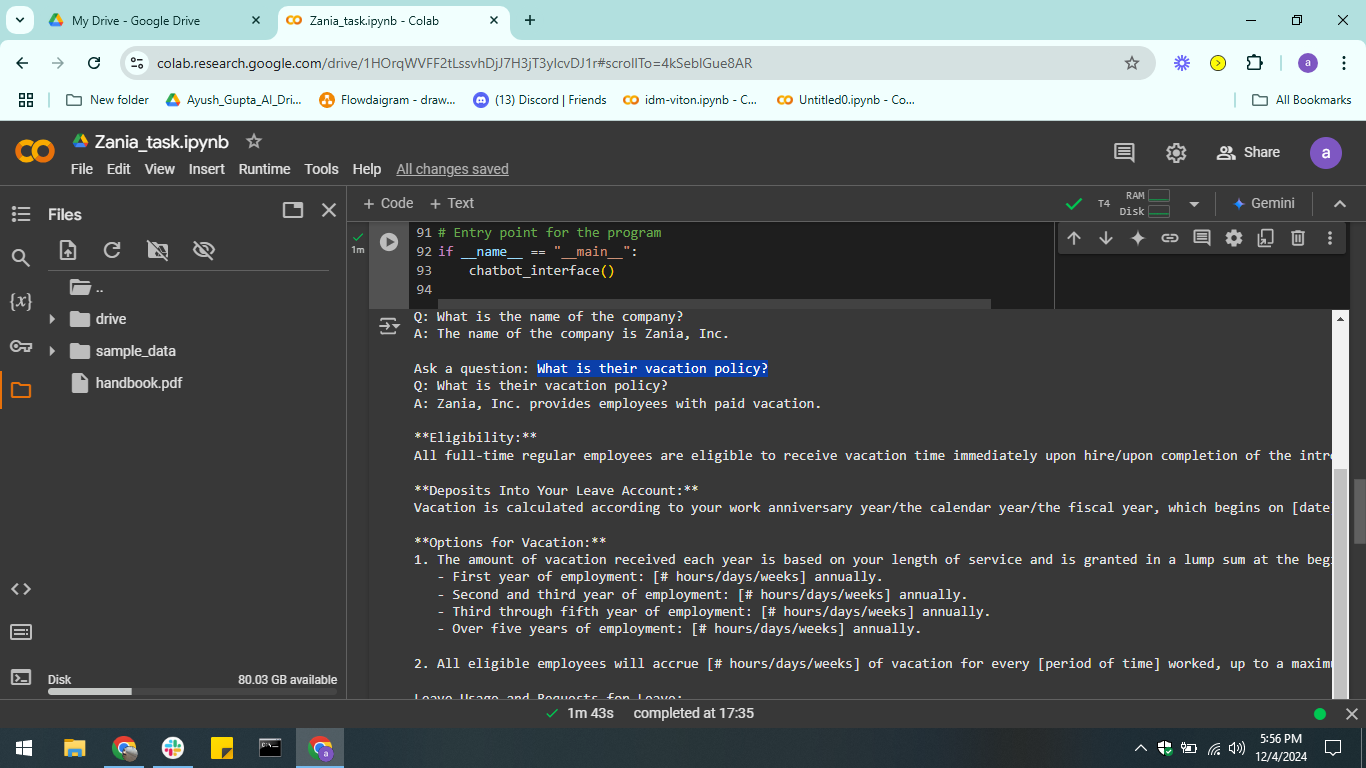 My Drive - Google Drive
Zania_task.ipynb - Colab
colab.research.google.com/drive/1HOrqWVFF2tLssvhDjJ7H3jT3yIcvDJ1r#scrollTo=4kSeblGue8AR
a
New folder
Ayush_Gupta_AI_Dri...
Flowdaigram - draw...
(13) Discord | Friends
idm-viton.ipynb - C...
Untitled0.ipynb - Co...
All Bookmarks
Zania_task.ipynb
File Edit View Insert Runtime Tools Help All changes saved
Share
a
Files
+ Code + Text
RAM
Disk
T4
Gemini
..
drive
sample_data
handbook.pdf
Disk 80.03 GB available
1m
91 # Entry point for the program
92 if __name__ == "__main__":
93 chatbot_interface()
94
Q: What is the name of the company?
A: The name of the company is Zania, Inc.
Ask a question: What is their vacation policy?
Q: What is their vacation policy?
A: Zania, Inc. provides employees with paid vacation.
**Eligibility:**
All full-time regular employees are eligible to receive vacation time immediately upon hire/upon completion of the intr
**Deposits Into Your Leave Account:**
Vacation is calculated according to your work anniversary year/the calendar year/the fiscal year, which begins on [date
**Options for Vacation:**
1. The amount of vacation received each year is based on your length of service and is granted in a lump sum at the beg
- First year of employment: [# hours/days/weeks] annually.
- Second and third year of employment: [# hours/days/weeks] annually.
- Third through fifth year of employment: [# hours/days/weeks] annually.
- Over five years of employment: [# hours/days/weeks] annually.
2. All eligible employees will accrue [# hours/days/weeks] of vacation for every [period of time] worked, up to a maxim
Leave Usage and Requests for Leave:
1m 43s completed at 17:35
5:56 PM
12/4/2024